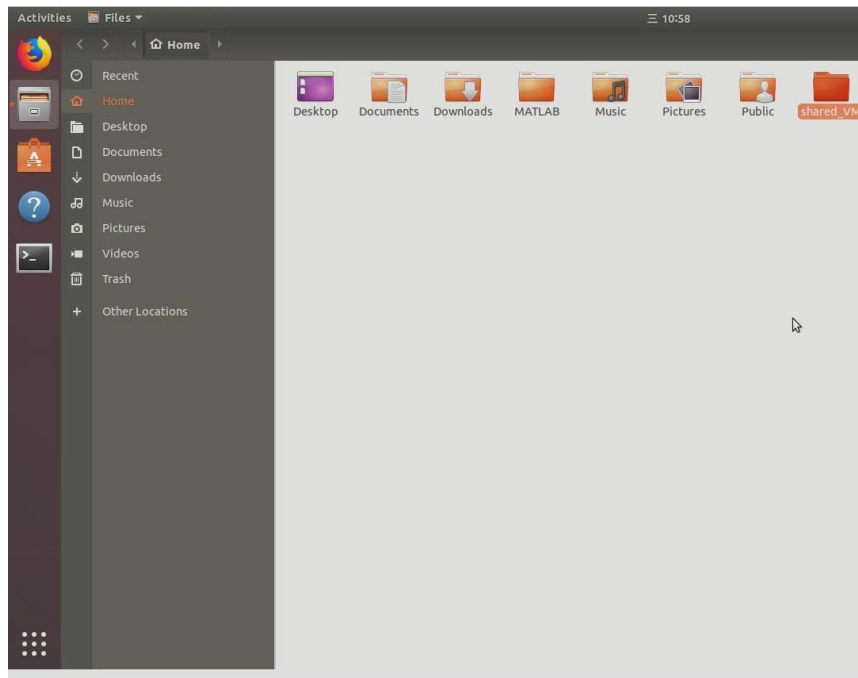 Activities Files 三 10:58
Home
Recent
Home
Desktop
Documents
Downloads
Music
Pictures
Videos
Trash
Other Locations
Desktop Documents Downloads MATLAB Music Pictures Public shared_VM